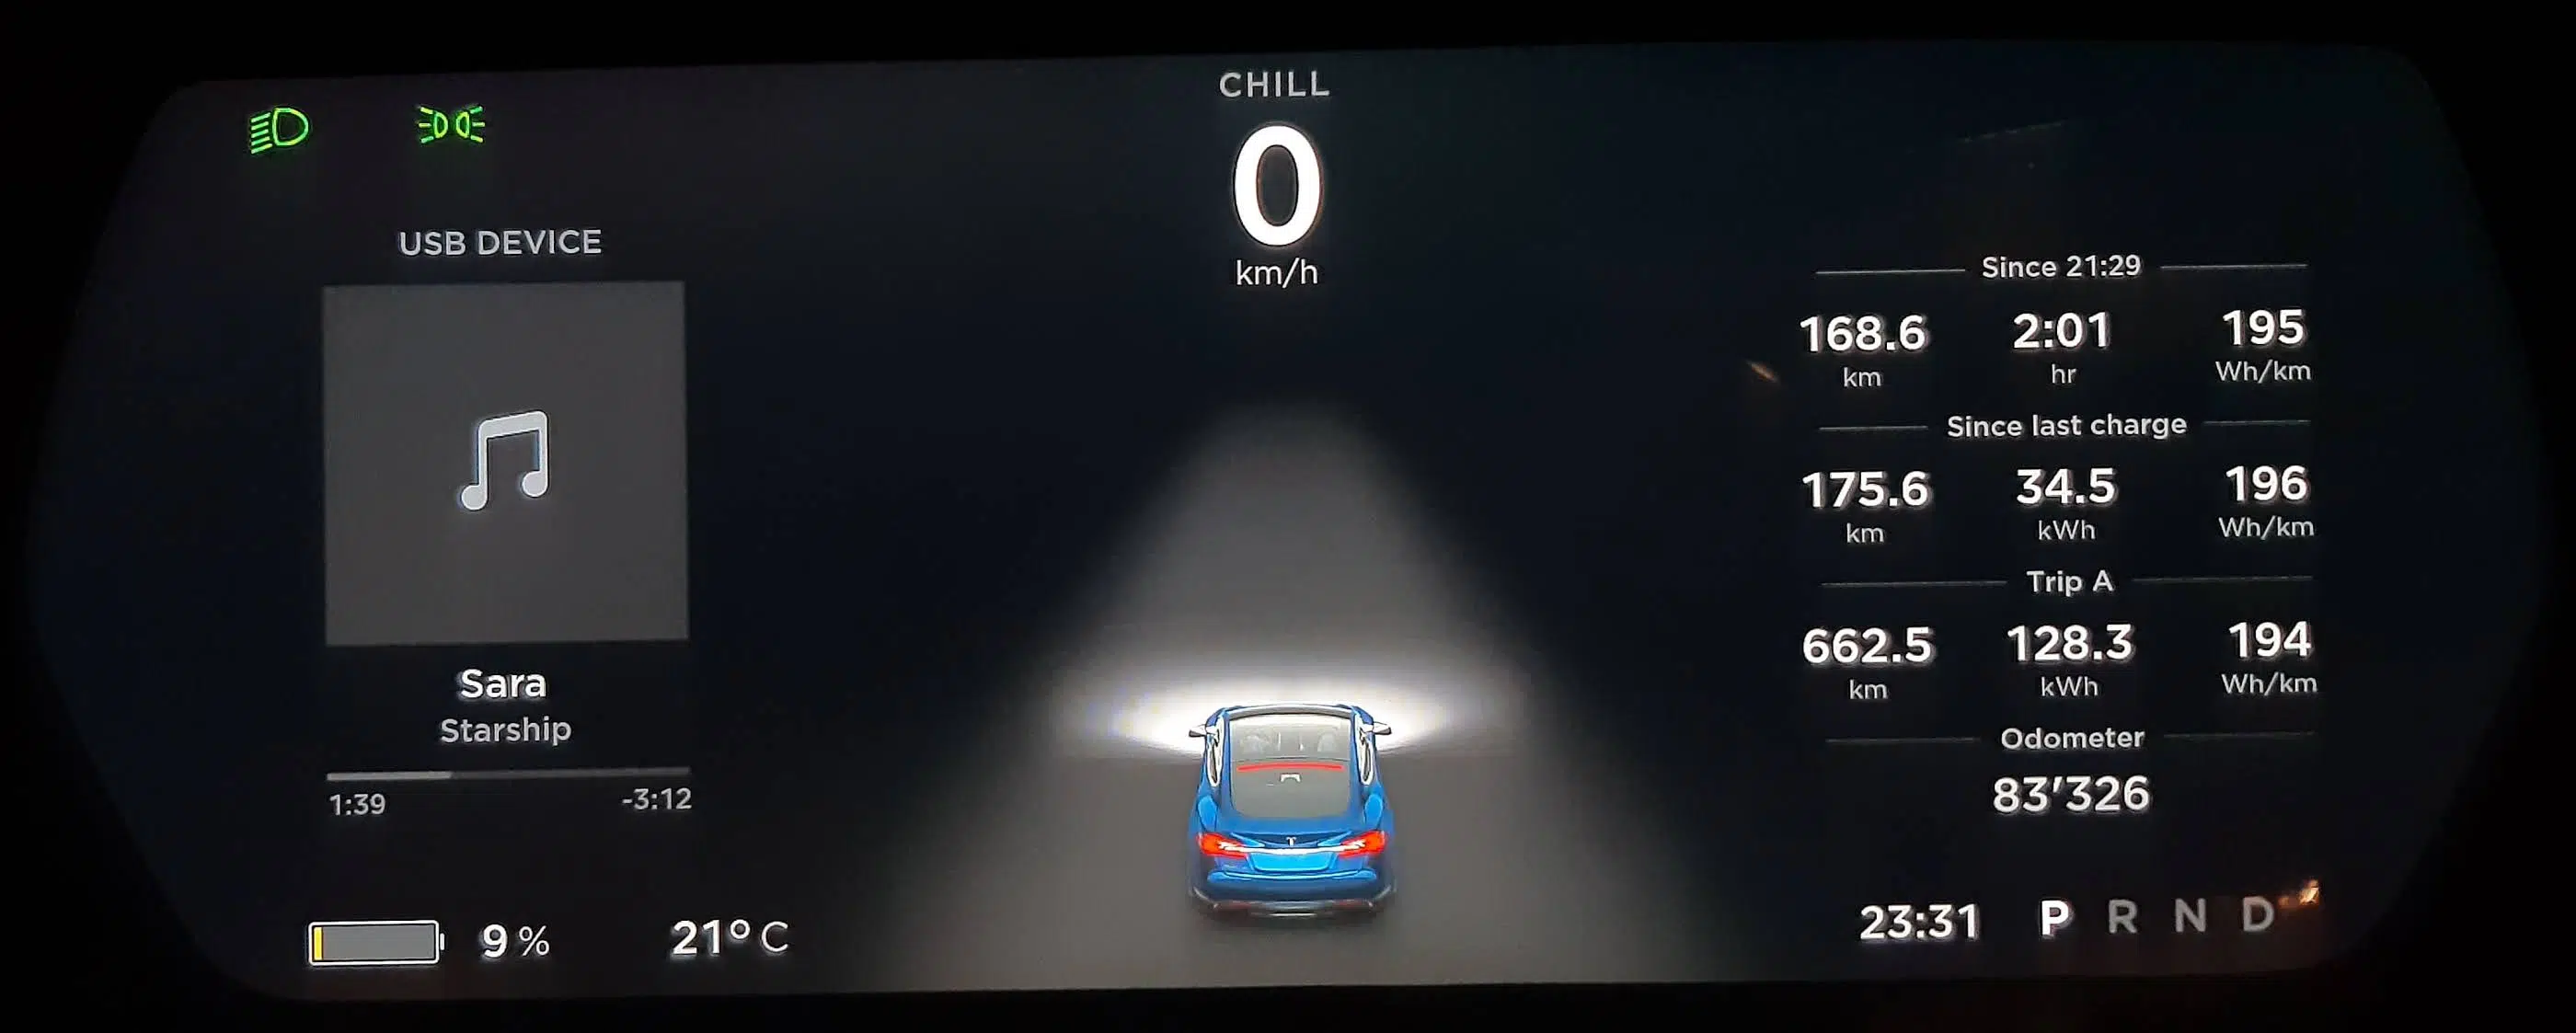 CHILL
0
km/h
USB DEVICE
Sara
Starship
1:39 -3:12
9 % 21° C
Since 21:29
168.6 2:01 195
km hr Wh/km
Since last charge
175.6 34.5 196
km kWh Wh/km
Trip A
662.5 128.3 194
km kWh Wh/km
Odometer
83'326
23:31 P R N D